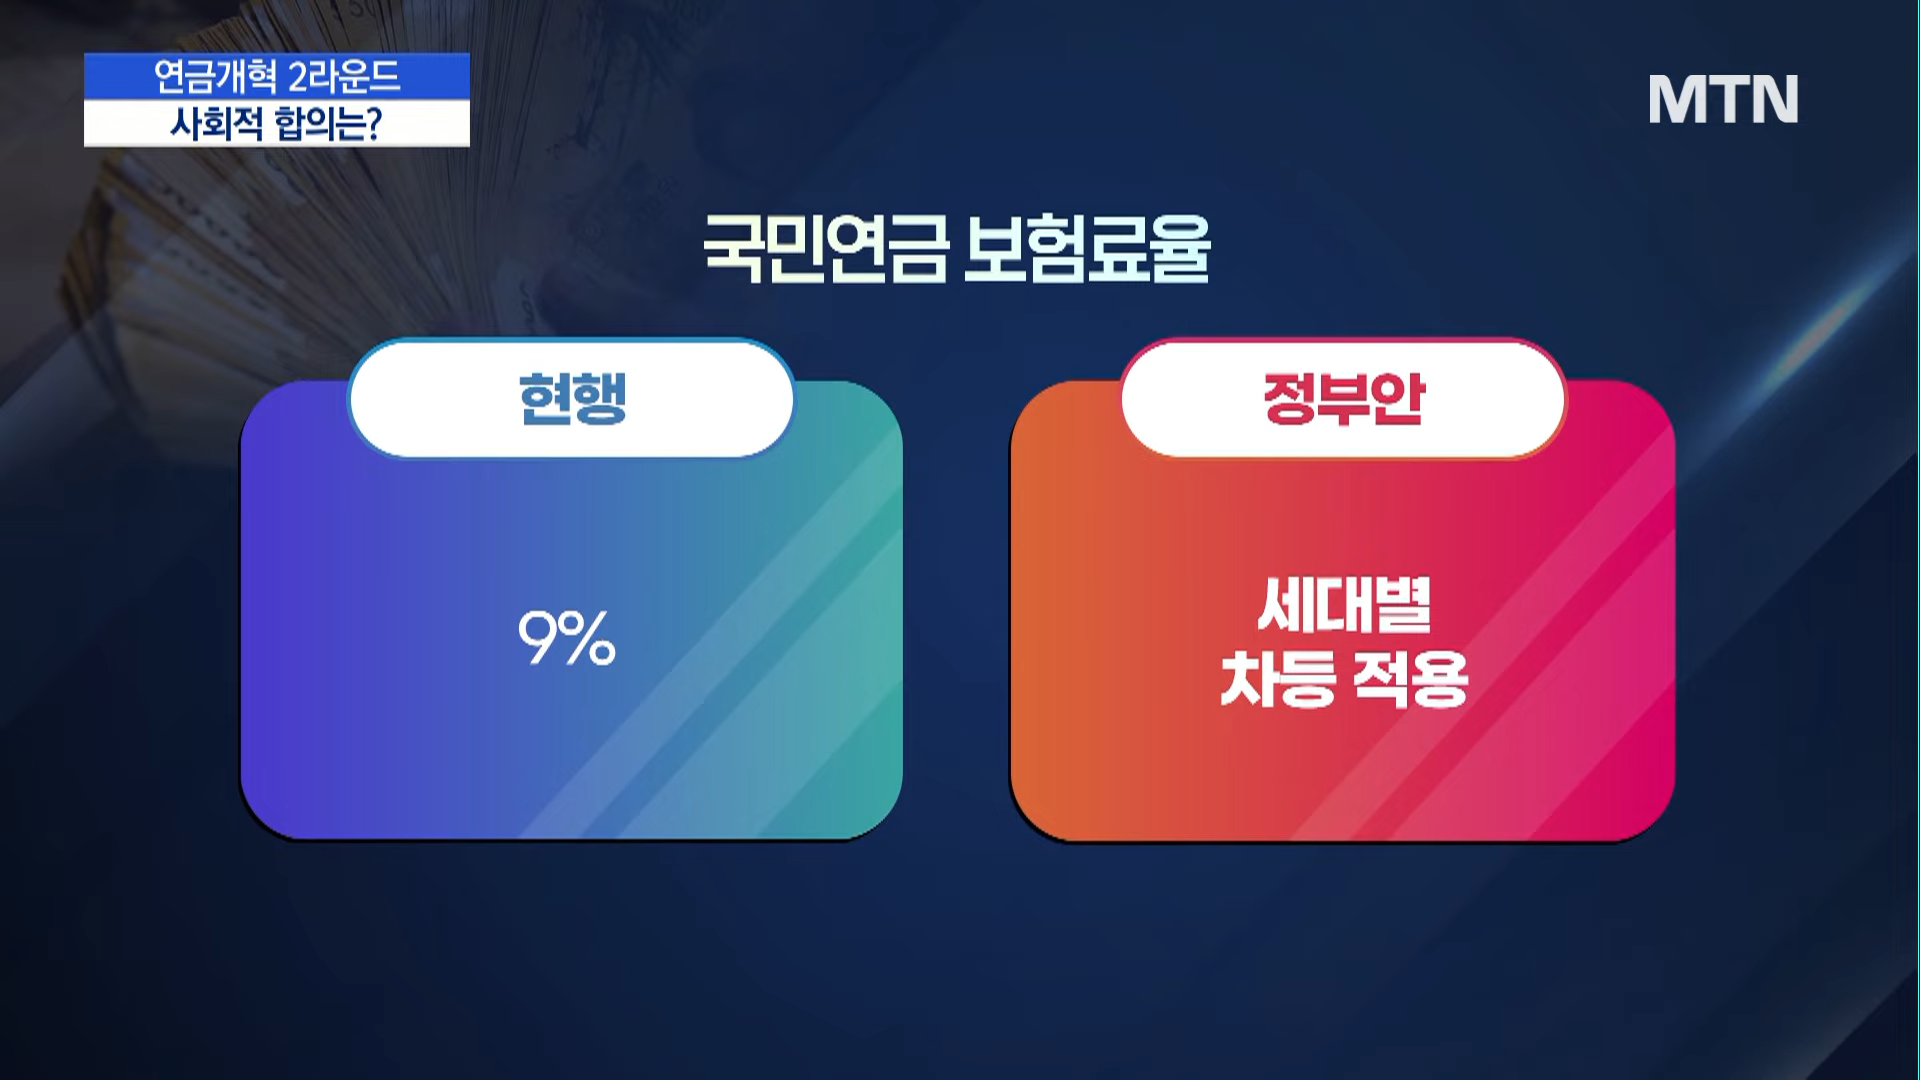 연금개혁 2라운드
사회적 합의는?
MTN
국민연금 보험료율
현행
9%
정부안
세대별
차등 적용